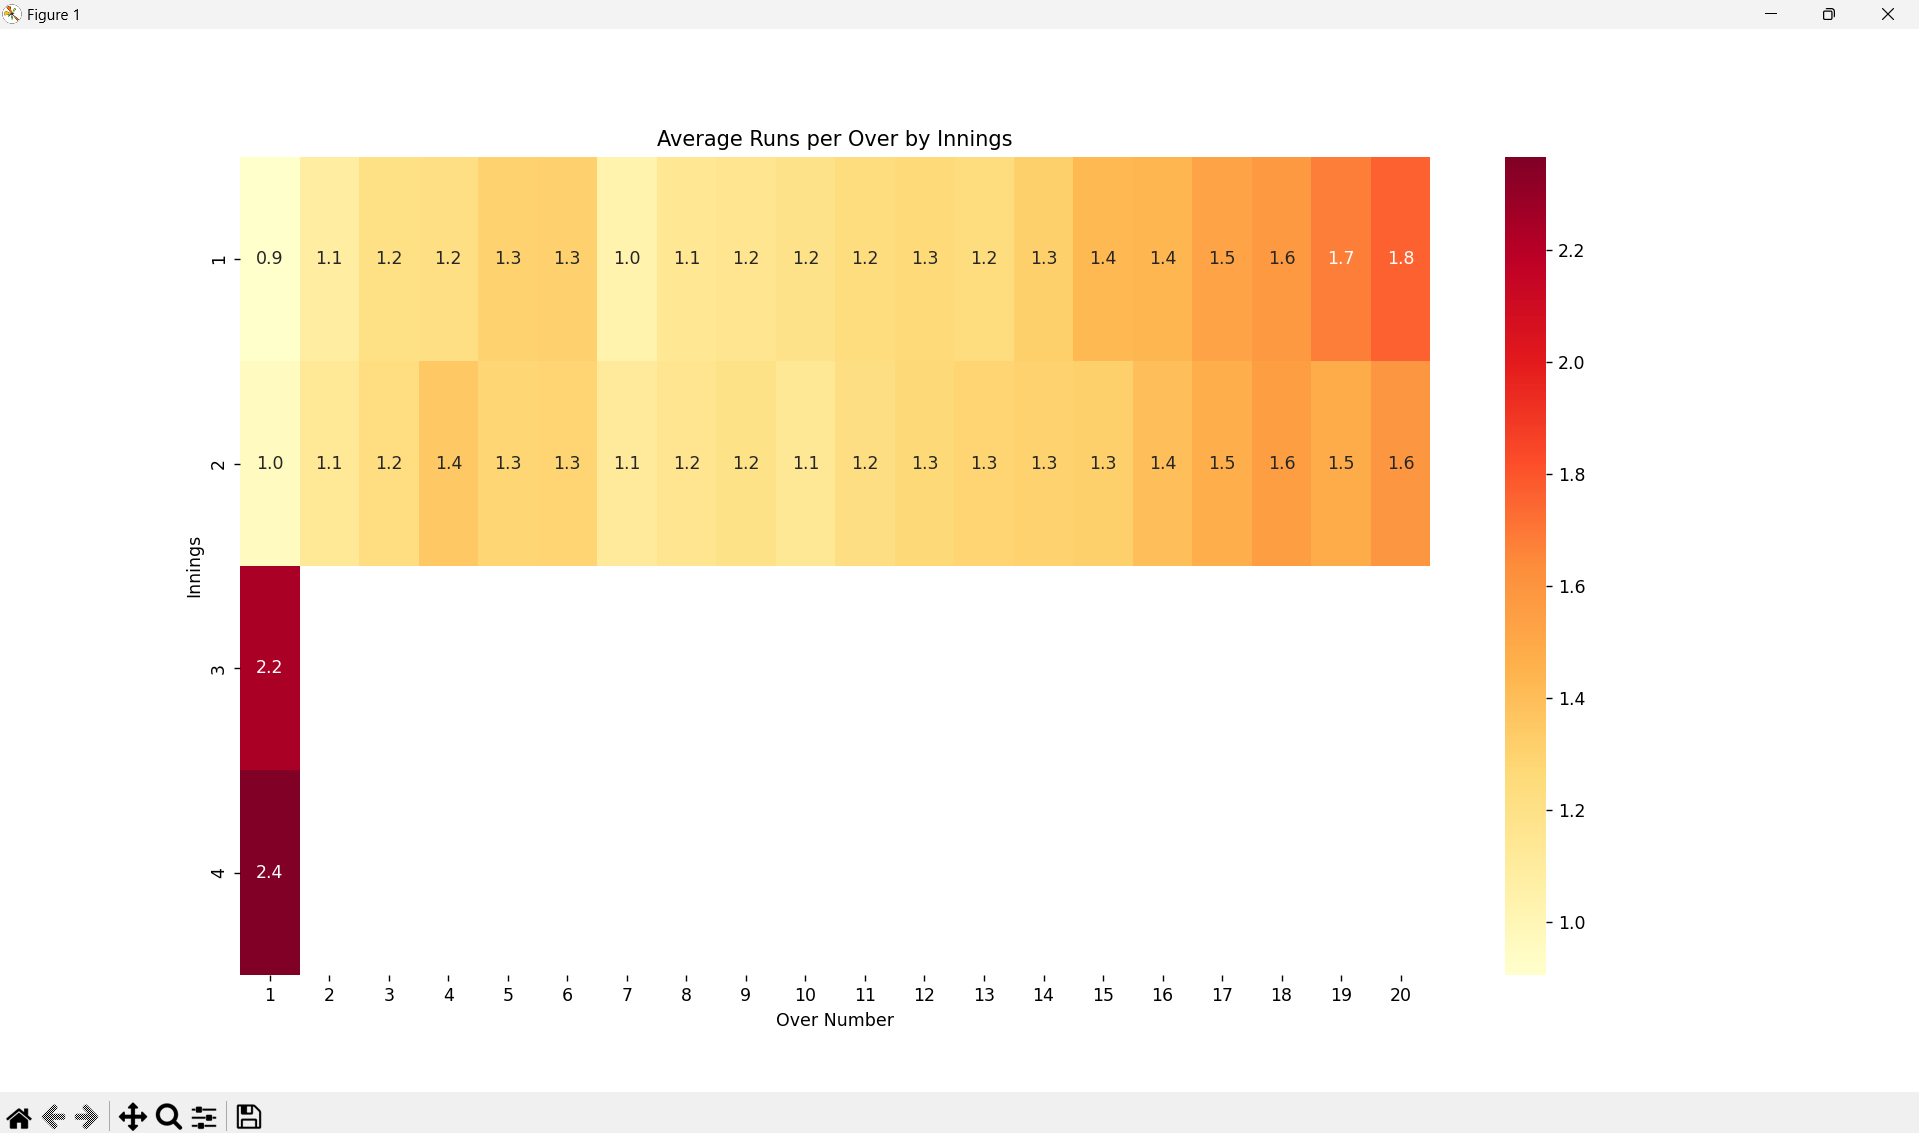 Figure 1
Average Runs per Over by Innings
1 0.9 1.1 1.2 1.2 1.3 1.3 1.0 1.1 1.2 1.2 1.2 1.3 1.2 1.3 1.4 1.4 1.5 1.6 1.7 1.8
2 1.0 1.1 1.2 1.4 1.3 1.3 1.1 1.2 1.2 1.1 1.2 1.3 1.3 1.3 1.3 1.4 1.5 1.6 1.5 1.6
Innings
3 2.2
4 2.4
1 2 3 4 5 6 7 8 9 10 11 12 13 14 15 16 17 18 19 20
Over Number
2.2
2.0
1.8
1.6
1.4
1.2
1.0